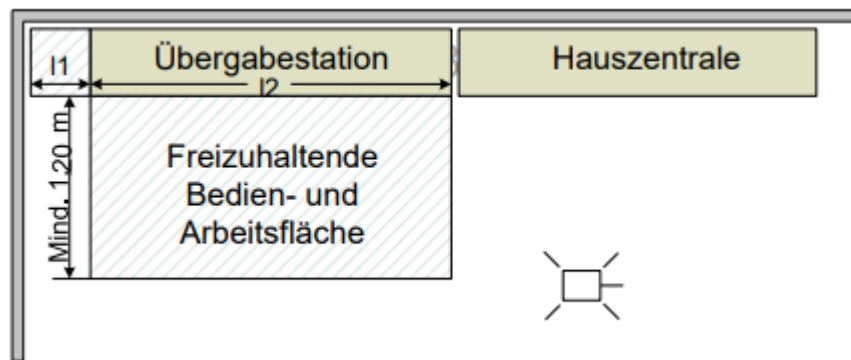 l1
Übergabestation
Hauszentrale
l2
Mind. 1,20 m
Freizuhaltende
Bedien- und
Arbeitsfläche